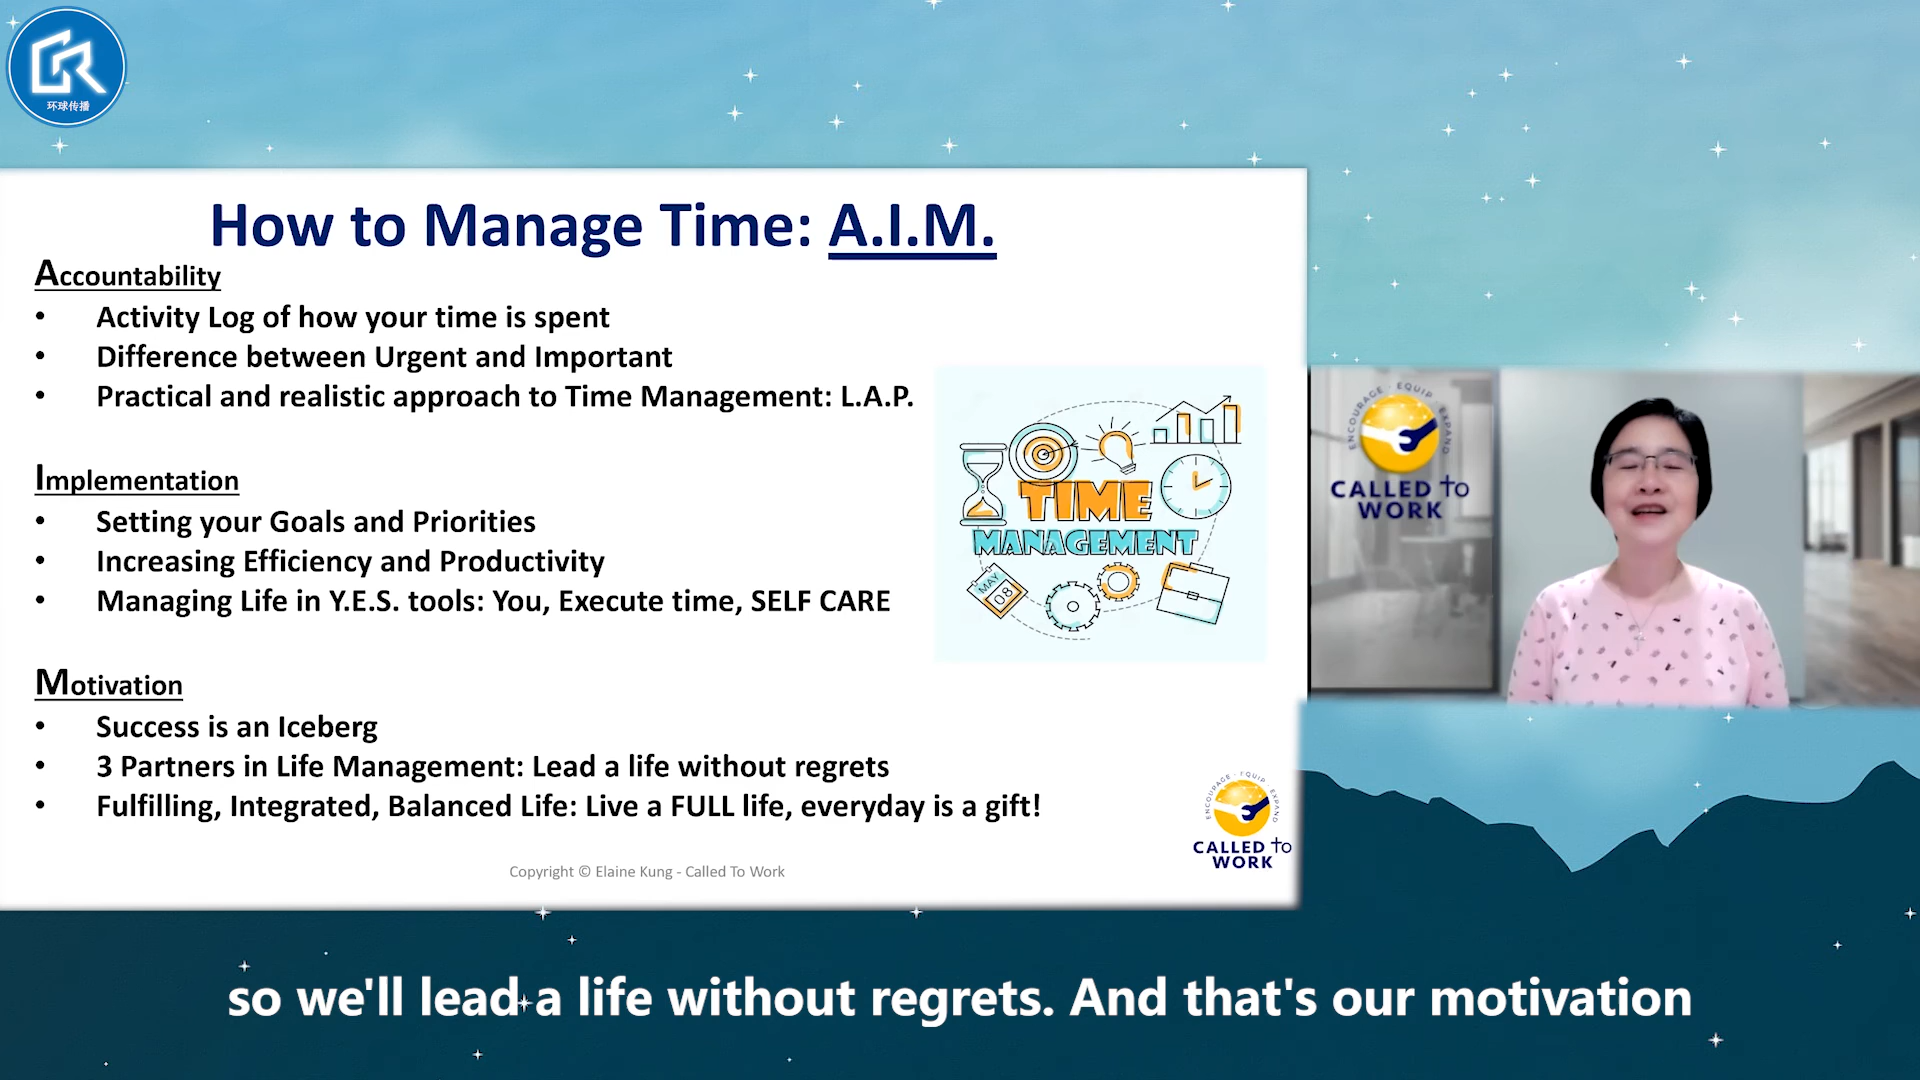 环球传播
How to Manage Time: A.I.M.
Accountability
• Activity Log of how your time is spent
• Difference between Urgent and Important
• Practical and realistic approach to Time Management: L.A.P.
Implementation
• Setting your Goals and Priorities
• Increasing Efficiency and Productivity
• Managing Life in Y.E.S. tools: You, Execute time, SELF CARE
Motivation
• Success is an Iceberg
• 3 Partners in Life Management: Lead a life without regrets
• Fulfilling, Integrated, Balanced Life: Live a FULL life, everyday is a gift!
TIME
MANAGEMENT
MAY
08
ENCOURAGE · EQUIP · EXPAND
CALLED to
WORK
Copyright © Elaine Kung - Called To Work
ENCOURAGE · EQUIP · EXPAND
CALLED to
WORK
so we'll lead a life without regrets. And that's our motivation